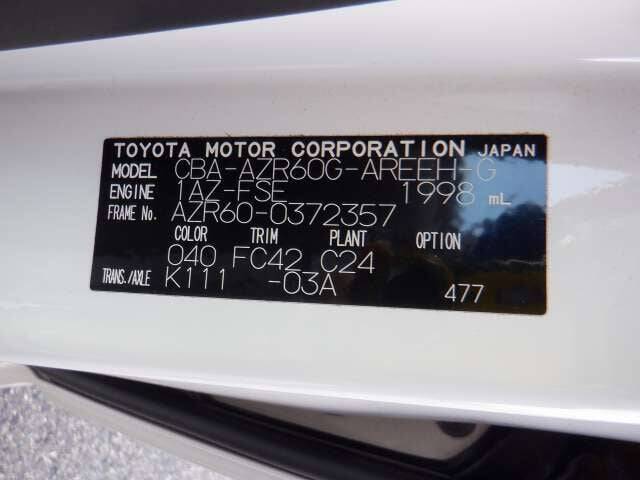 TOYOTA MOTOR CORPORATION JAPAN
MODEL CBA-AZR60G-AREEH-G
ENGINE 1AZ-FSE 1998 mL
FRAME No. AZR60-0372357
COLOR TRIM PLANT OPTION
040 FC42 C24
TRANS./AXLE K111 -03A
477